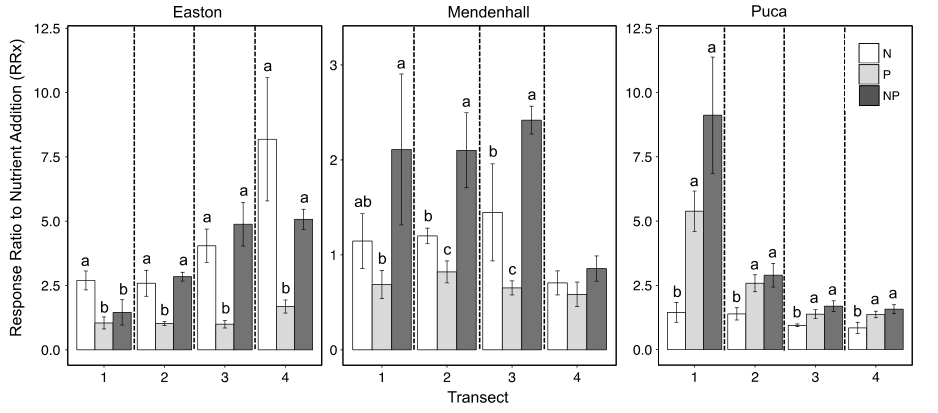 Easton Mendenhall Puca
Response Ratio to Nutrient Addition (RRx)
12.5
10.0
7.5
5.0
2.5
0.0
a b b a b a a b a a b a
1 2 3 4
3
2
1
0
ab b a b c a b c a
1 2 3 4
12.5
10.0
7.5
5.0
2.5
0.0
b a a b a a b a a b a a
1 2 3 4
N
P
NP
Transect